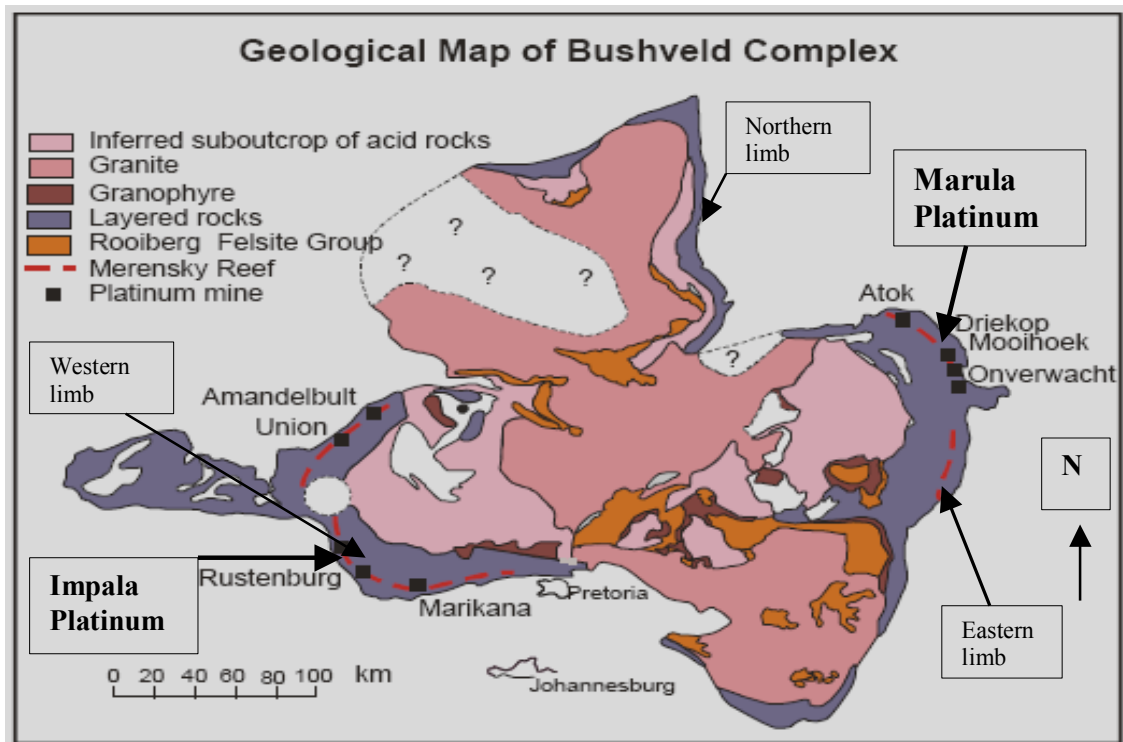 Geological Map of Bushveld Complex
Inferred suboutcrop of acid rocks
Granite
Granophyre
Layered rocks
Rooiberg Felsite Group
Merensky Reef
Platinum mine
Northern
limb
Marula
Platinum
?
?
?
?
?
Atok
Driekop
Mooihoek
Onverwacht
Western
limb
Amandelbult
Union
N
Impala
Platinum
Rustenburg
Marikana
Pretoria
Eastern
limb
Johannesburg
0 20 40 60 80 100 km